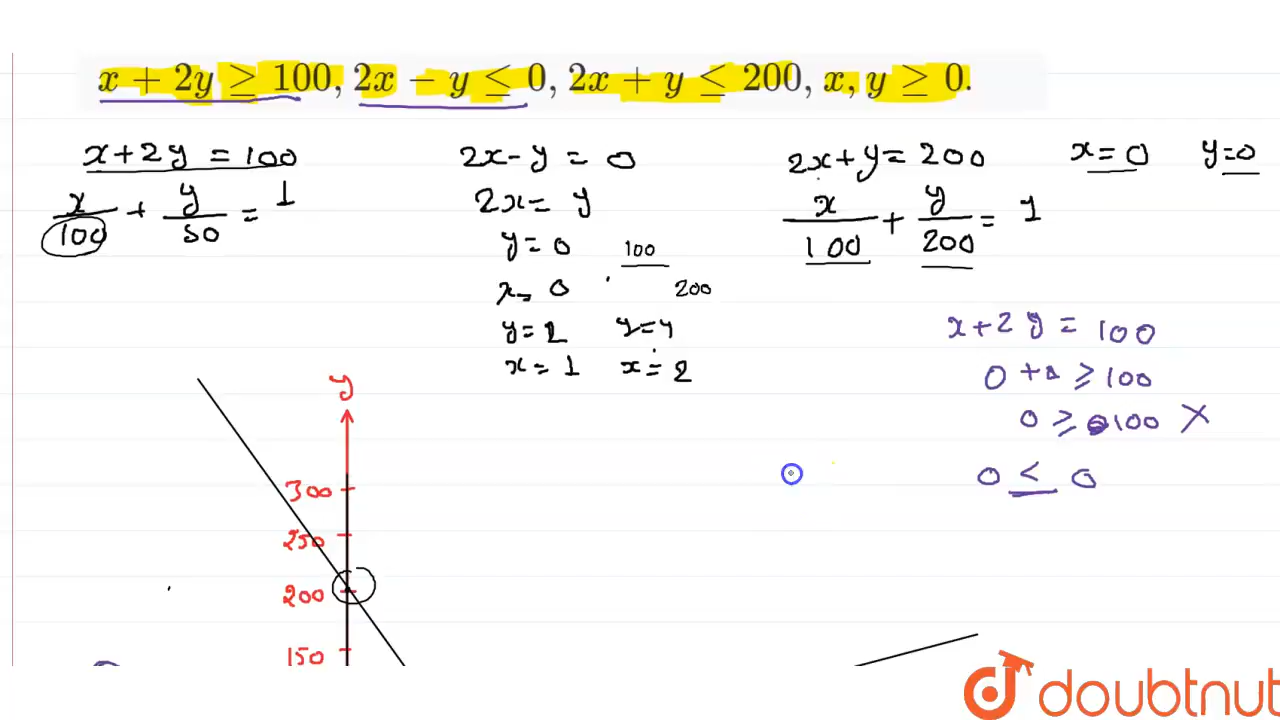 x + 2y ≥ 100, 2x − y ≤ 0, 2x + y ≤ 200, x, y ≥ 0.
x+2y = 100
x/100 + y/50 = 1
2x-y = 0
2x = y
y = 0
x = 0
y = 2
x = 1
100
200
y=4
x = 2
2x+y = 200
x/100 + y/200 = 1
x = 0
y=0
x+2y = 100
0 + ≥ 100
0 ≥ 100 X
0 < 0
y
300
250
200
150
doubtnut